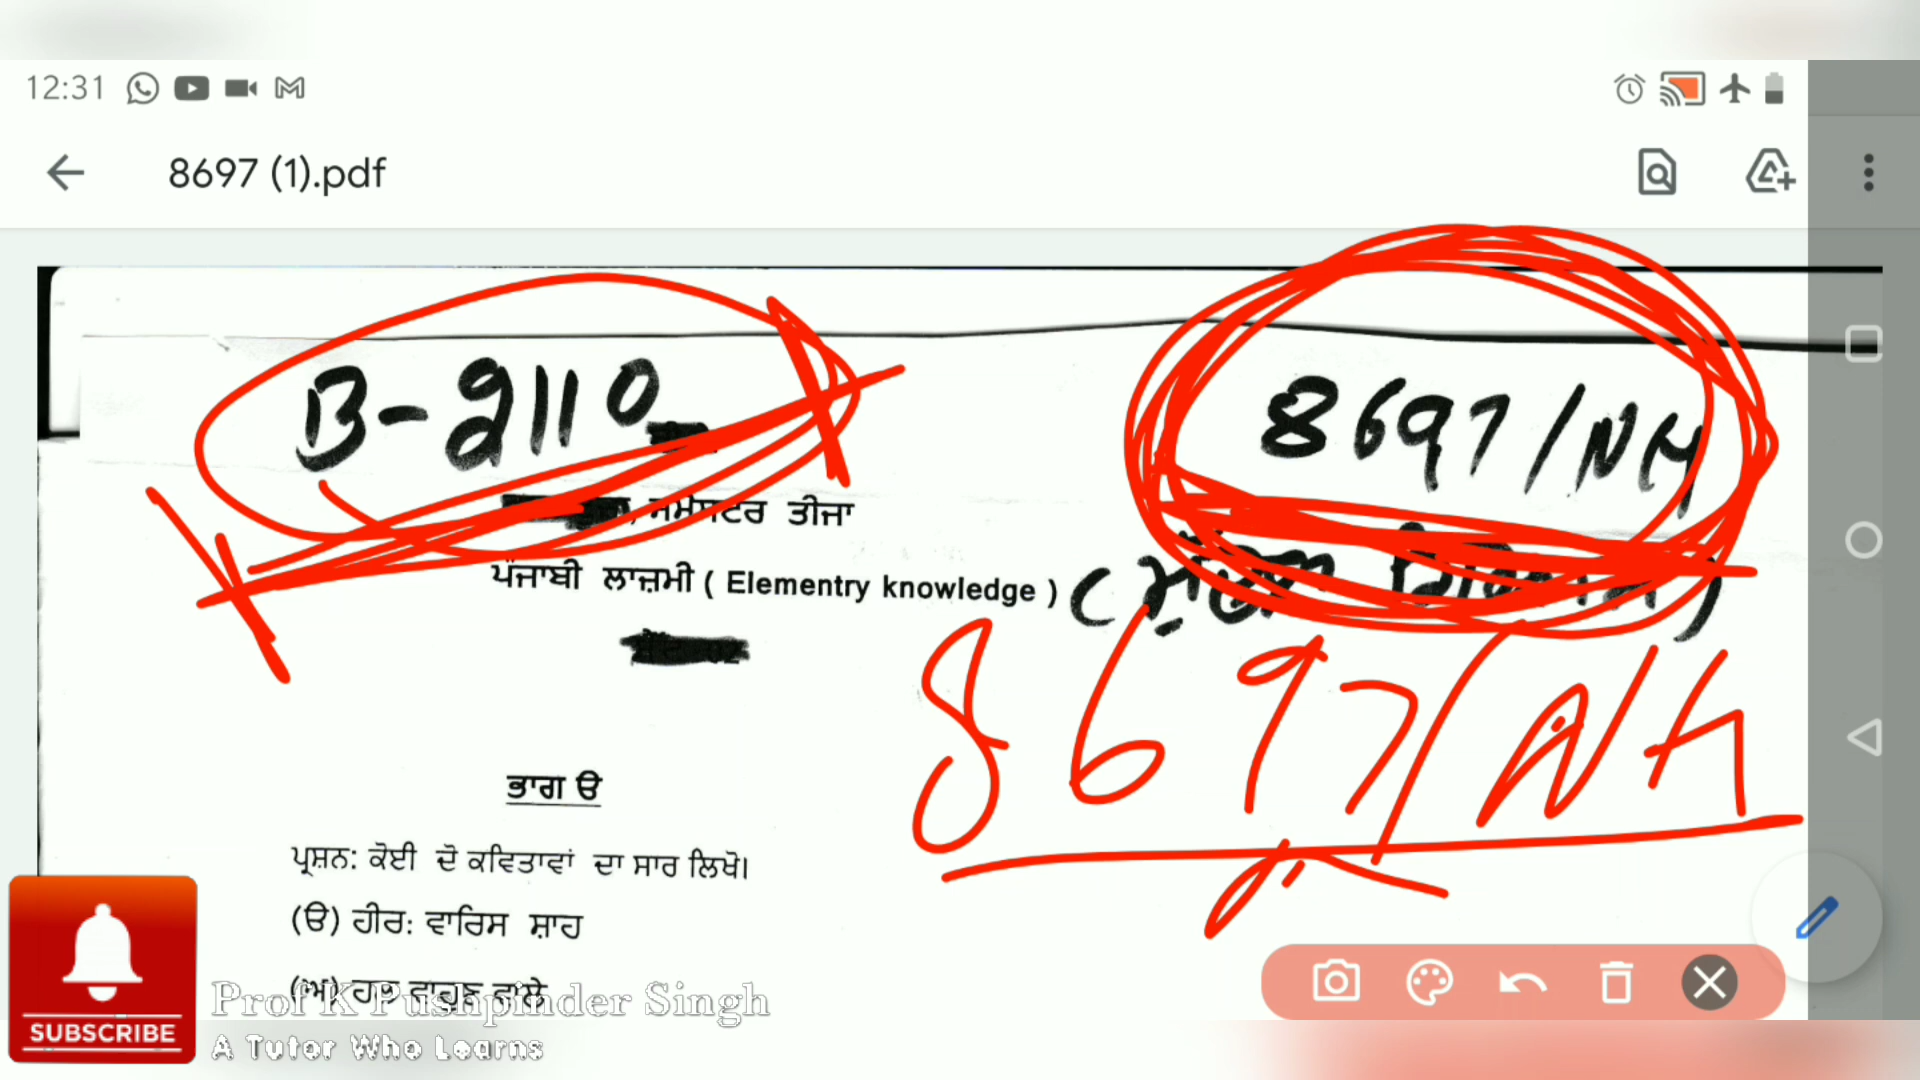 12:31
8697 (1).pdf
B-2110
8697/NH
ਸਮੈਸਟਰ ਤੀਜਾ
ਪੰਜਾਬੀ ਲਾਜ਼ਮੀ ( Elementry knowledge )
8697/NH
ਭਾਗ ੳ
ਪ੍ਰਸ਼ਨ: ਕੋਈ ਦੋ ਕਵਿਤਾਵਾਂ ਦਾ ਸਾਰ ਲਿਖੋ।
(ੳ) ਹੀਰ: ਵਾਰਿਸ ਸ਼ਾਹ
(ਅ) ਹਲ ਵਾਹੁਣ ਵਾਲੇ
Prof K Pushpinder Singh
A Tutor Who Learns
SUBSCRIBE